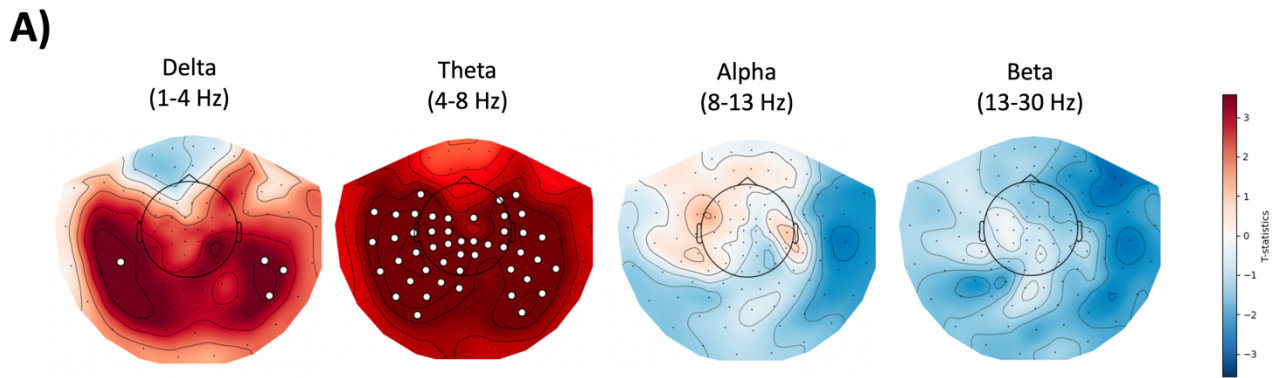 A)
Delta
(1-4 Hz)
Theta
(4-8 Hz)
Alpha
(8-13 Hz)
Beta
(13-30 Hz)
3
2
1
0
−1
−2
−3
T-statistics